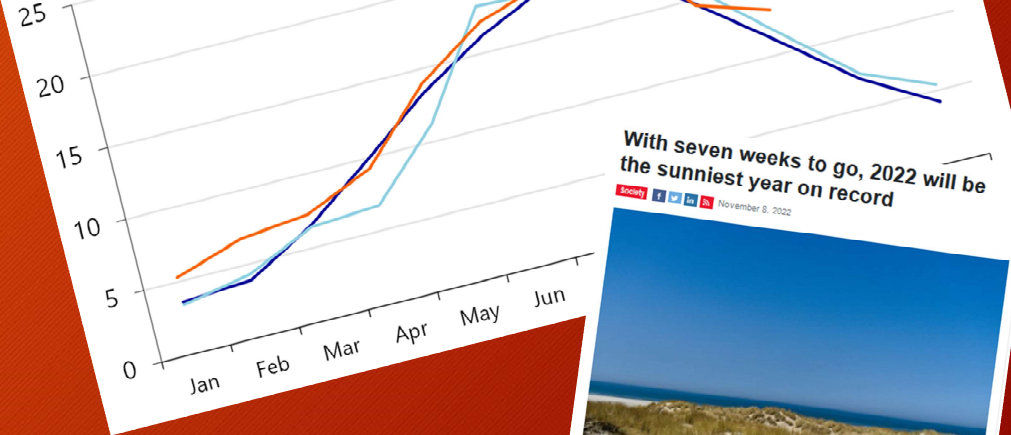 25
20
15
10
5
0
Jan
Feb
Mar
Apr
May
Jun
With seven weeks to go, 2022 will be
the sunniest year on record
Society
f
in
November 8, 2022